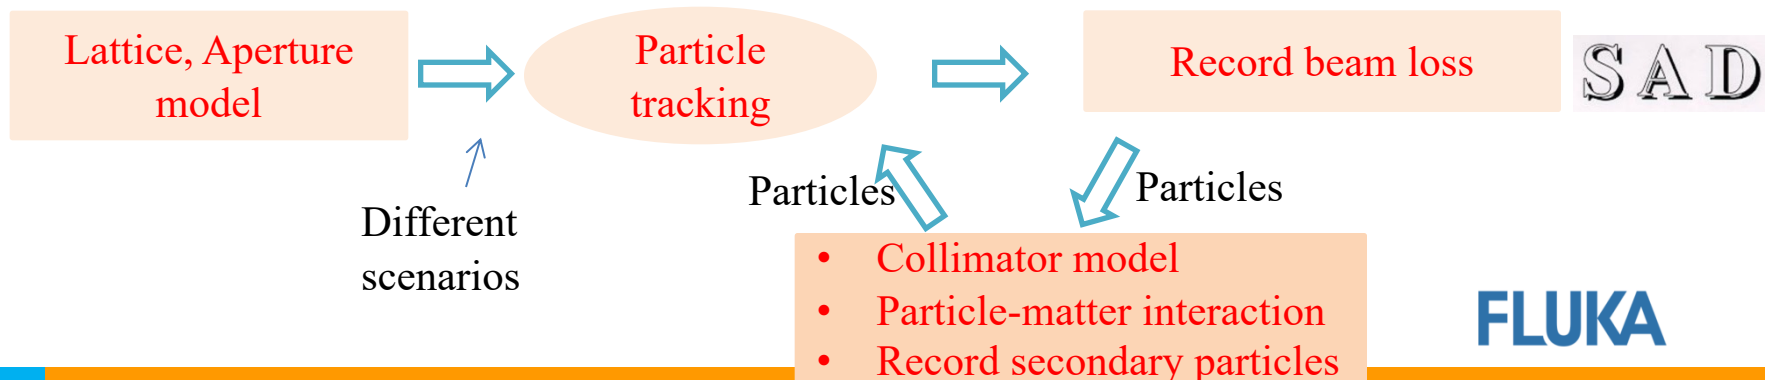 Lattice, Aperture
model
Particle
tracking
Record beam loss
SAD
Particles
Particles
Different
scenarios
• Collimator model
• Particle-matter interaction
• Record secondary particles
FLUKA